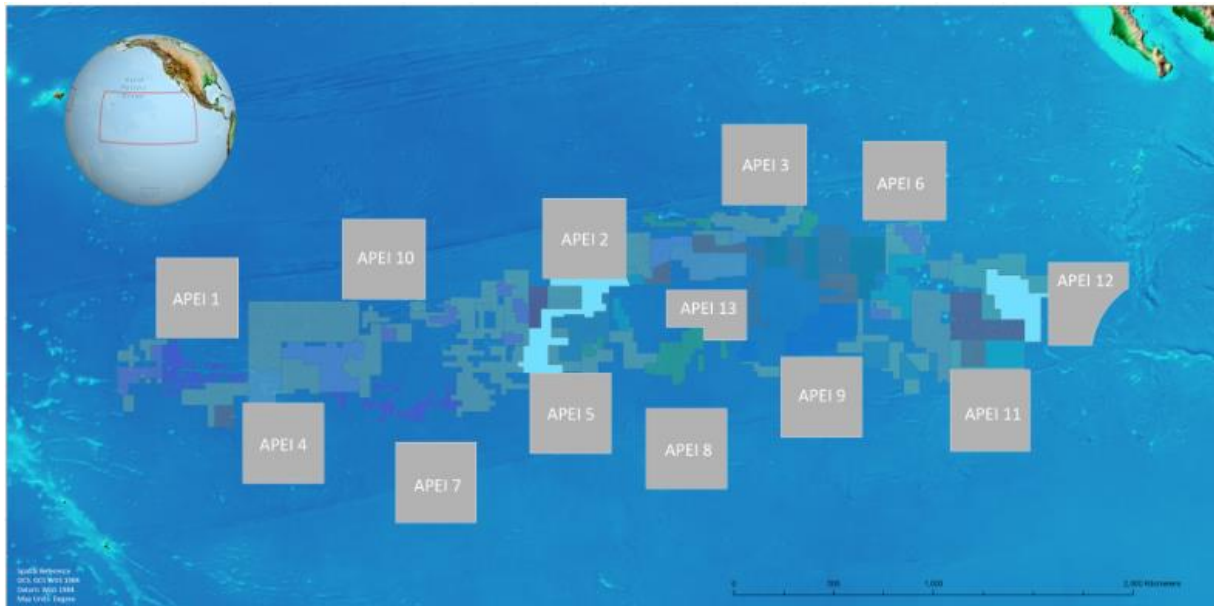 APEI 3
APEI 6
APEI 2
APEI 10
APEI 12
APEI 1
APEI 13
APEI 9
APEI 5
APEI 11
APEI 4
APEI 8
APEI 7
0
500
1,000
2,000 Kilometers